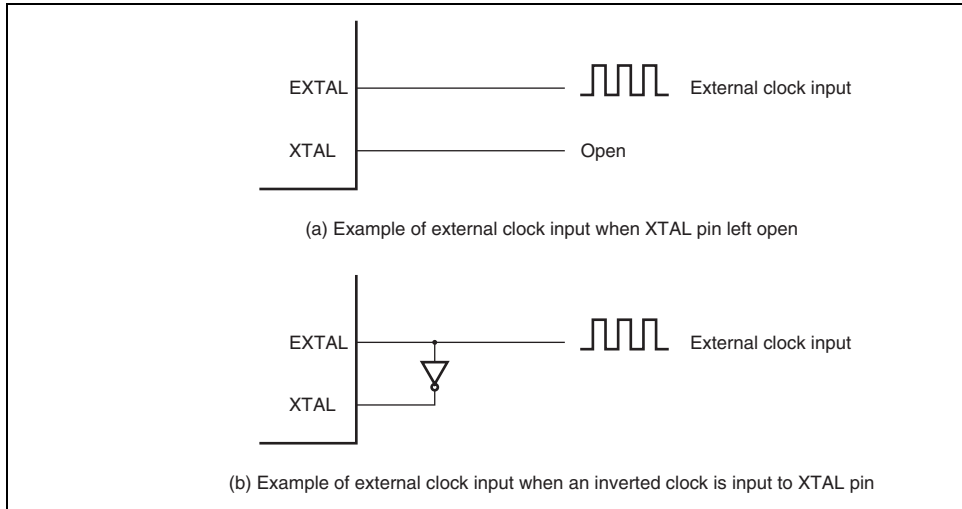 EXTAL External clock input
XTAL Open
(a) Example of external clock input when XTAL pin left open
EXTAL External clock input
XTAL
(b) Example of external clock input when an inverted clock is input to XTAL pin